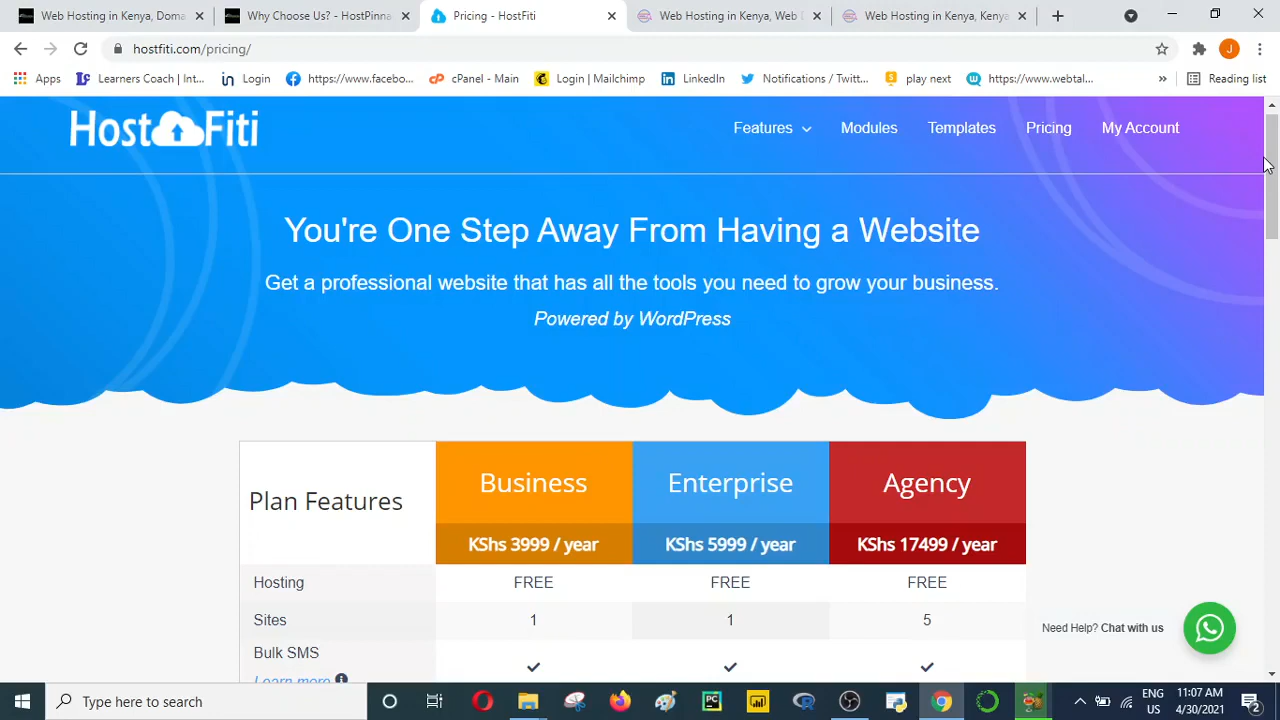 Web Hosting in Kenya, Doma
Why Choose Us? - HostPinna
Pricing - HostFiti
Web Hosting in Kenya, Web D
Web Hosting in Kenya, Kenya
hostfiti.com/pricing/
J
Apps
Learners Coach | Int...
Login
https://www.facebo...
cPanel - Main
Login | Mailchimp
LinkedIn
Notifications / Twitt...
play next
https://www.webtal...
»
Reading list
HostFiti
Features
Modules
Templates
Pricing
My Account
You're One Step Away From Having a Website
Get a professional website that has all the tools you need to grow your business.
Powered by WordPress
Plan Features
Business
Enterprise
Agency
KShs 3999 / year
KShs 5999 / year
KShs 17499 / year
Hosting
FREE
FREE
FREE
Sites
1
1
5
Bulk SMS
Learn more
Need Help? Chat with us
Type here to search
ENG
US
11:07 AM
4/30/2021
2